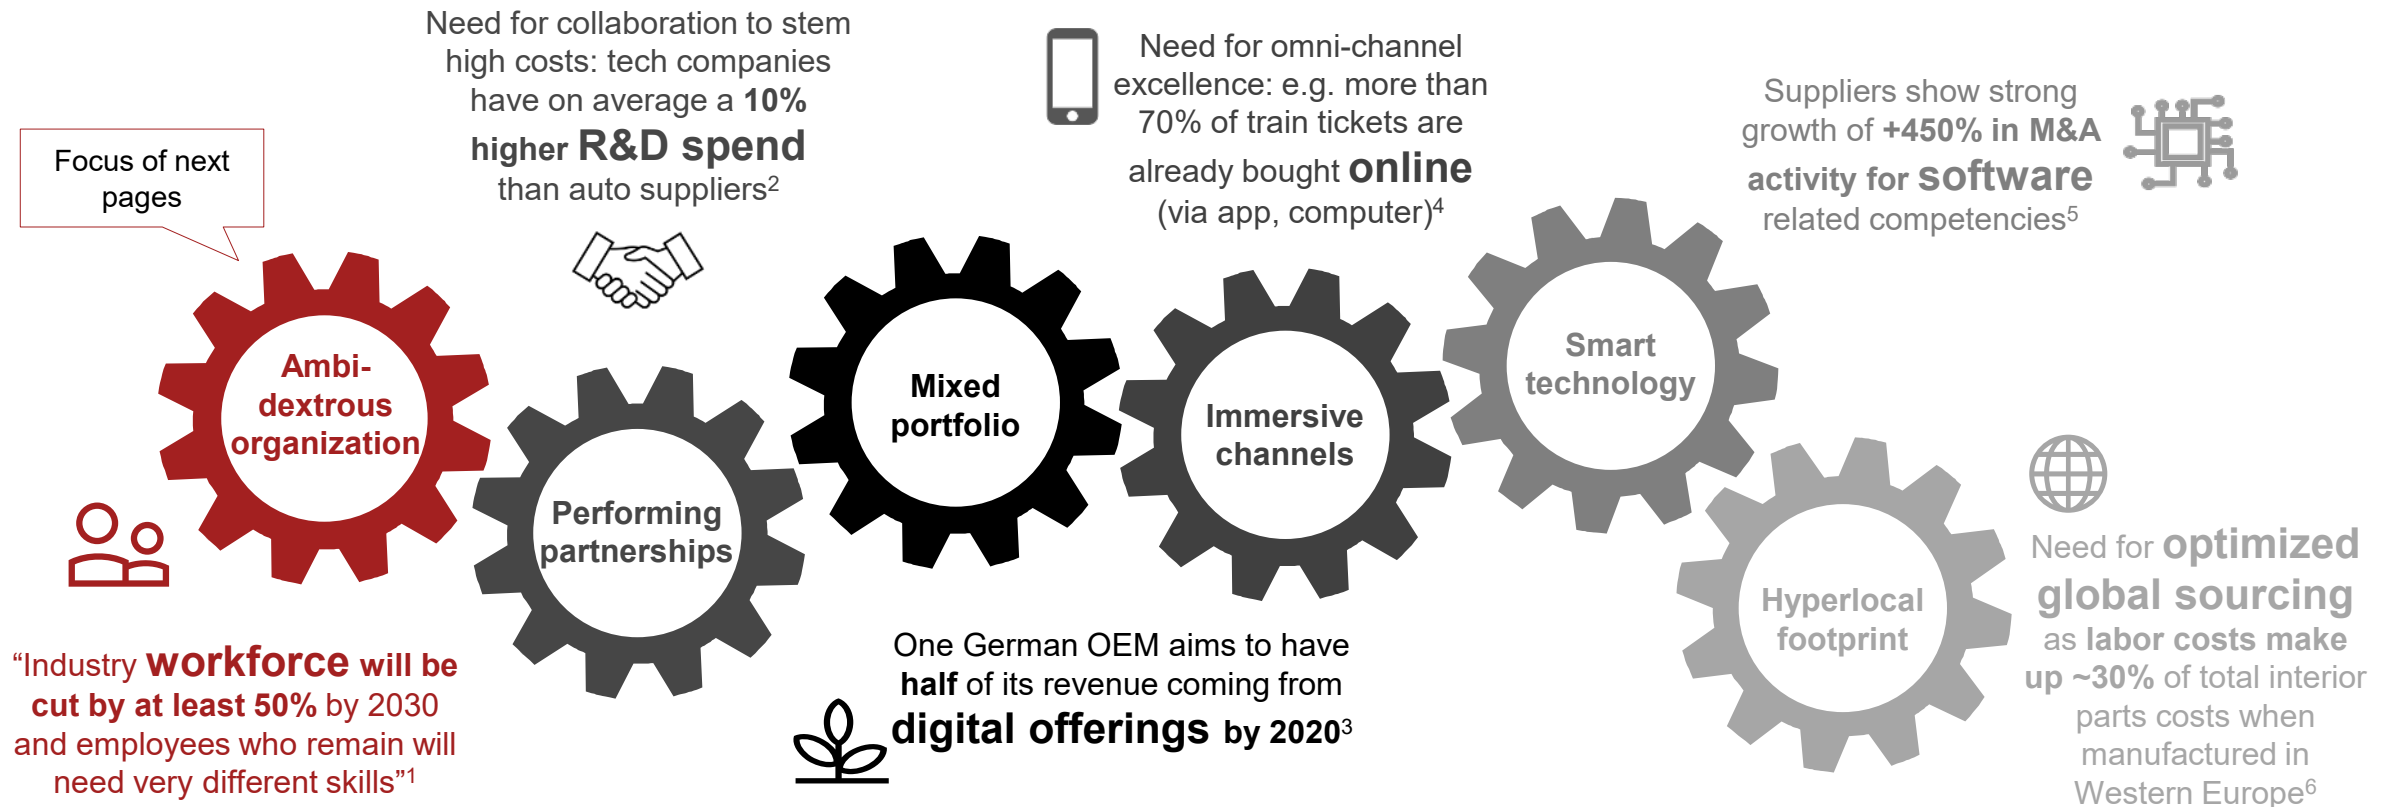 Focus of next
pages
Ambi-
dextrous
organization
“Industry workforce will be
cut by at least 50% by 2030
and employees who remain will
need very different skills”1
Need for collaboration to stem
high costs: tech companies
have on average a 10%
higher R&D spend
than auto suppliers2
Performing
partnerships
Mixed
portfolio
One German OEM aims to have
half of its revenue coming from
digital offerings by 20203
Need for omni-channel
excellence: e.g. more than
70% of train tickets are
already bought online
(via app, computer)4
Immersive
channels
Suppliers show strong
growth of +450% in M&A
activity for software
related competencies5
Smart
technology
Hyperlocal
footprint
Need for optimized
global sourcing
as labor costs make
up ~30% of total interior
parts costs when
manufactured in
Western Europe6